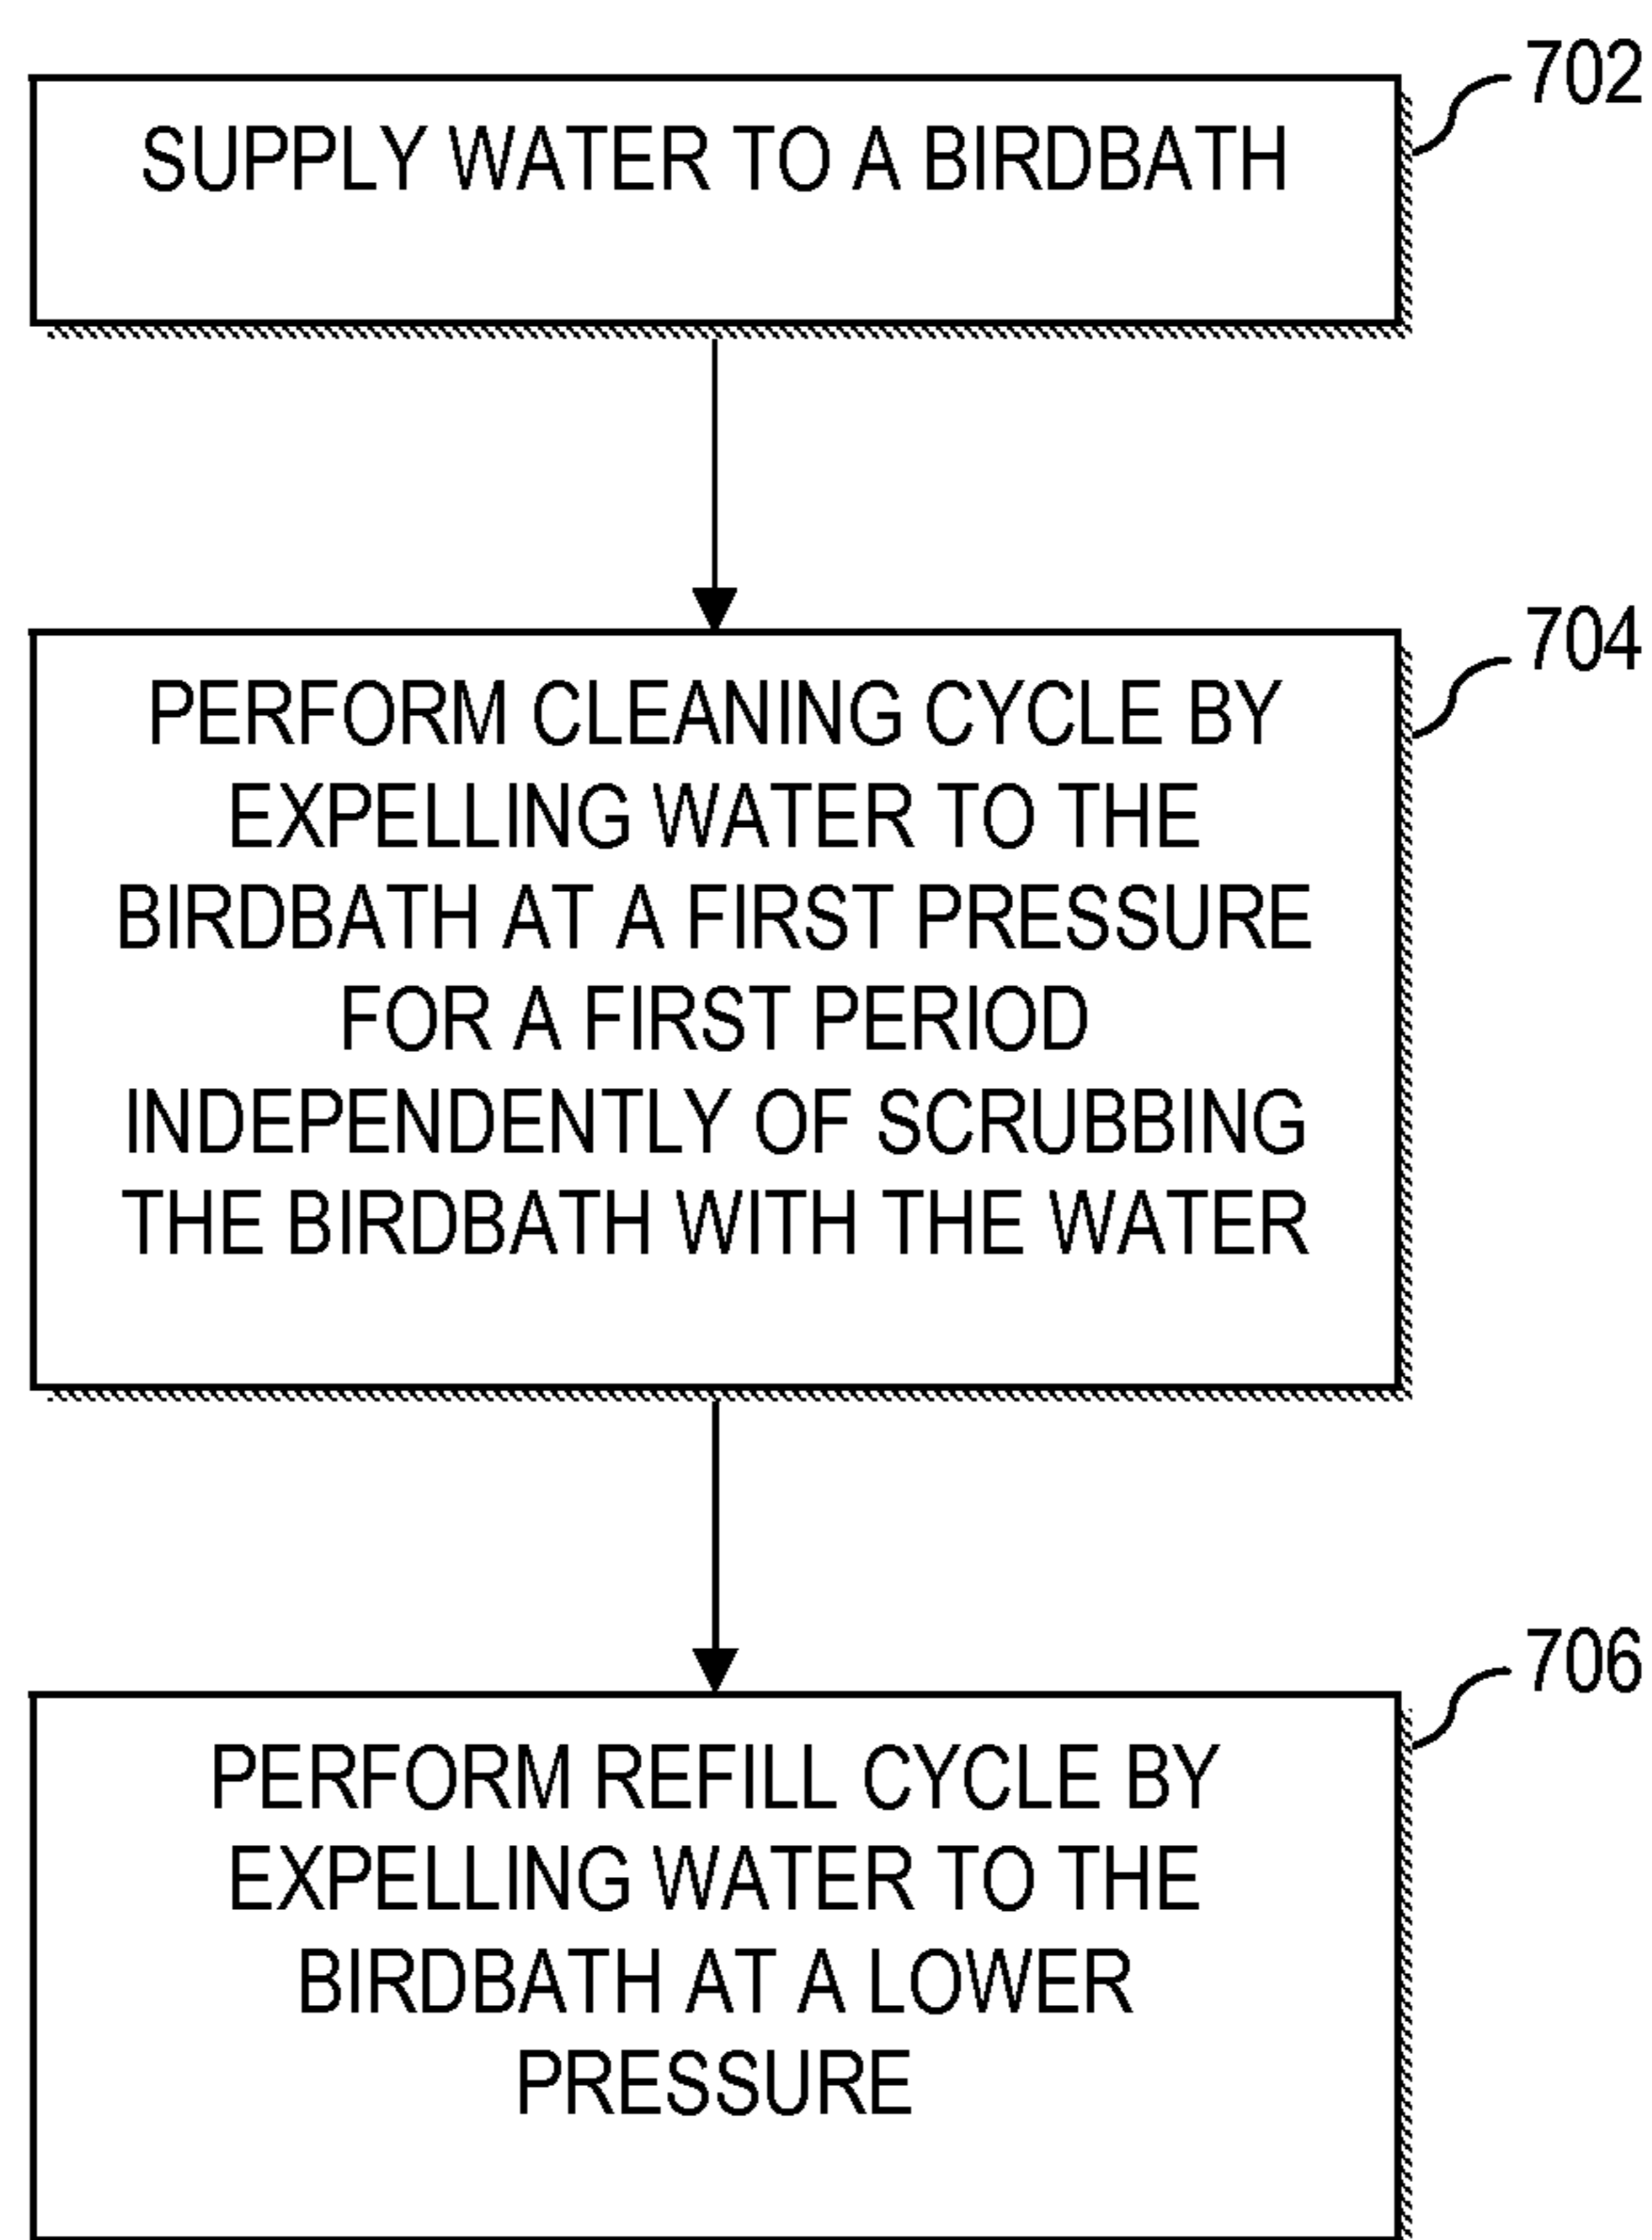 702
SUPPLY WATER TO A BIRDBATH
704
PERFORM CLEANING CYCLE BY
EXPELLING WATER TO THE
BIRDBATH AT A FIRST PRESSURE
FOR A FIRST PERIOD
INDEPENDENTLY OF SCRUBBING
THE BIRDBATH WITH THE WATER
706
PERFORM REFILL CYCLE BY
EXPELLING WATER TO THE
BIRDBATH AT A LOWER
PRESSURE